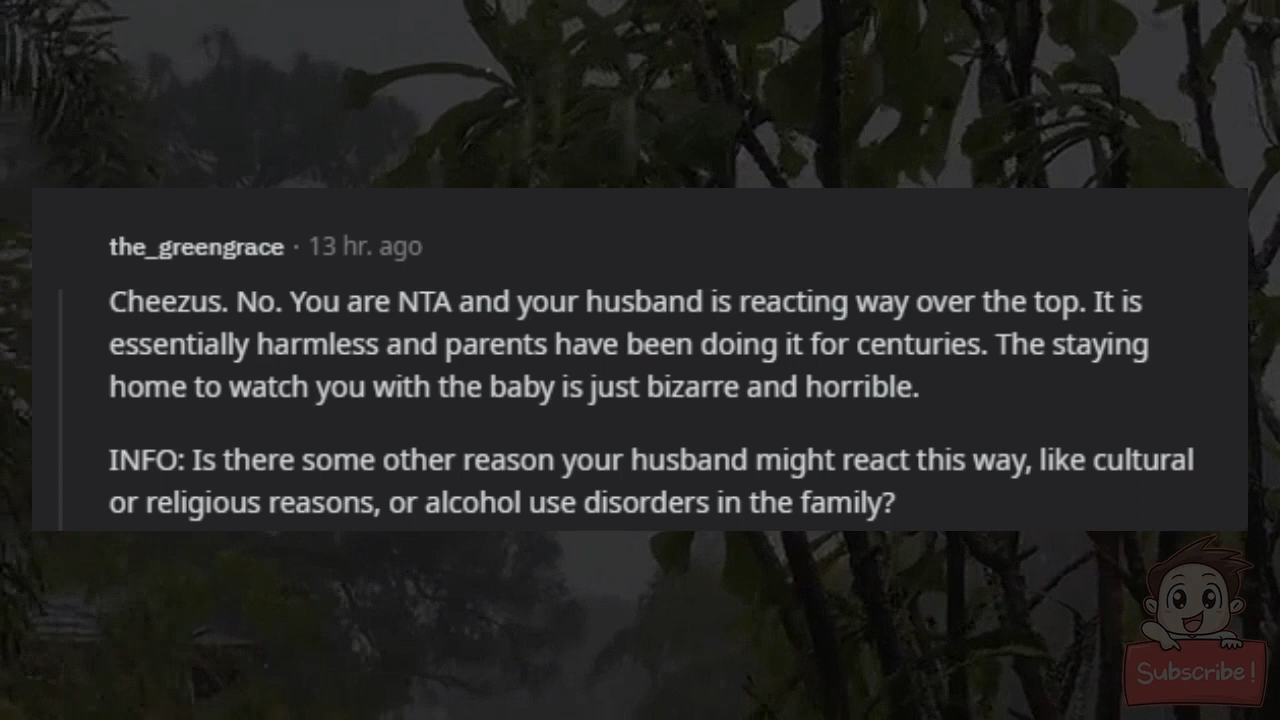 the_greengrace · 13 hr. ago
Cheezus. No. You are NTA and your husband is reacting way over the top. It is
essentially harmless and parents have been doing it for centuries. The staying
home to watch you with the baby is just bizarre and horrible.
INFO: Is there some other reason your husband might react this way, like cultural
or religious reasons, or alcohol use disorders in the family?
Subscribe!